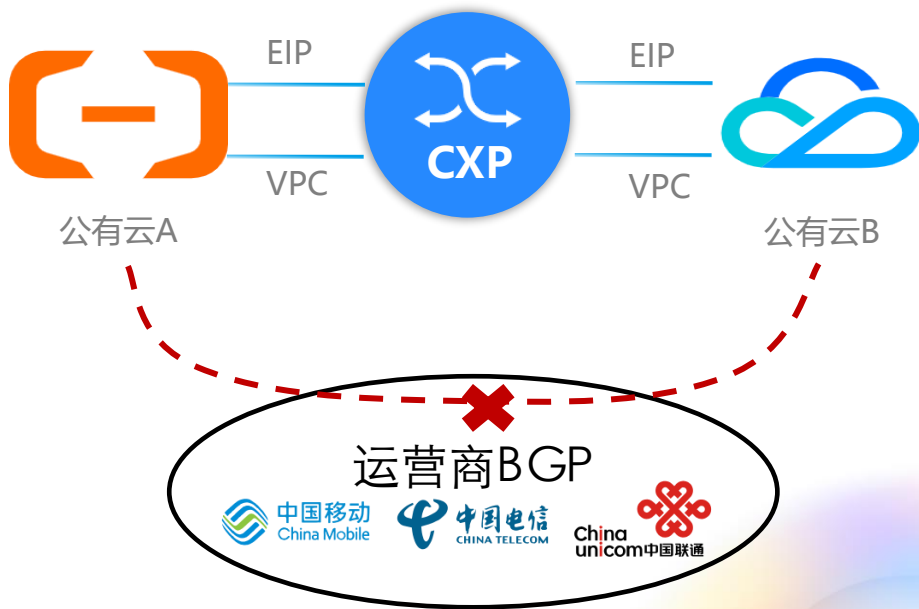 EIP
EIP
CXP
VPC
VPC
公有云A
公有云B
运营商BGP
中国移动
China Mobile
中国电信
CHINA TELECOM
China
unicom中国联通